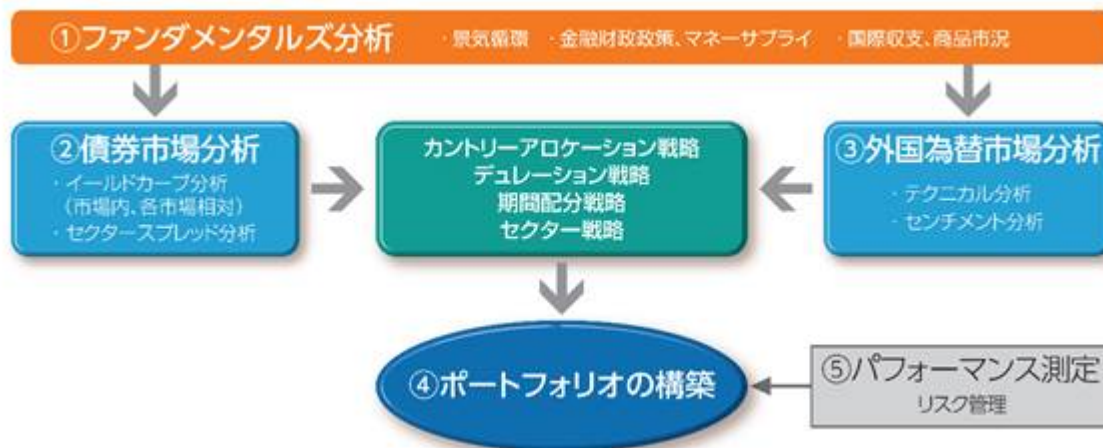 ①ファンダメンタルズ分析 ・景気循環 ・金融財政政策、マネーサプライ ・国際収支、商品市況
②債券市場分析
・イールドカーブ分析
（市場内、各市場相対）
・セクタースプレッド分析
カントリーアロケーション戦略
デュレーション戦略
期間配分戦略
セクター戦略
③外国為替市場分析
・テクニカル分析
・センチメント分析
④ポートフォリオの構築
⑤パフォーマンス測定
リスク管理